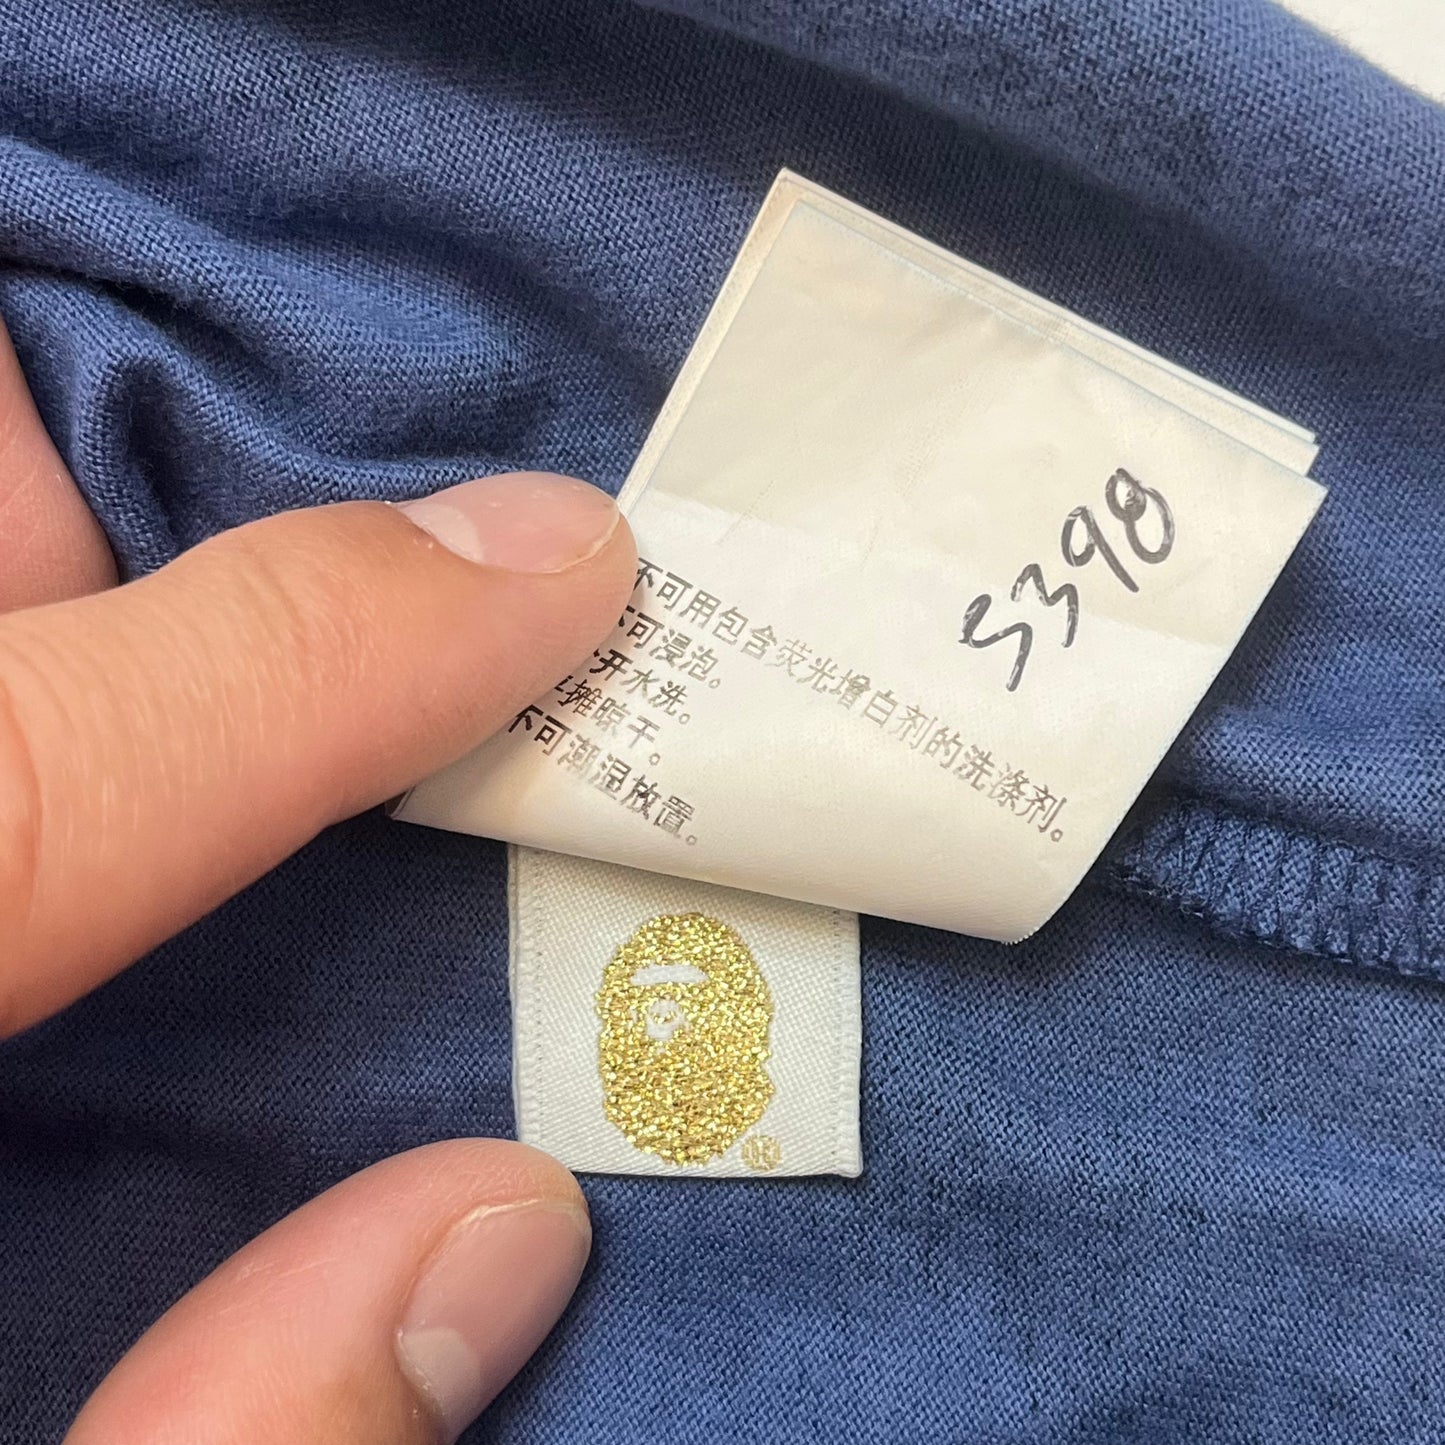 S398
不可用包含荧光增白剂的洗涤剂。
不可浸泡。
分开水洗。
摊晾干。
不可潮湿放置。